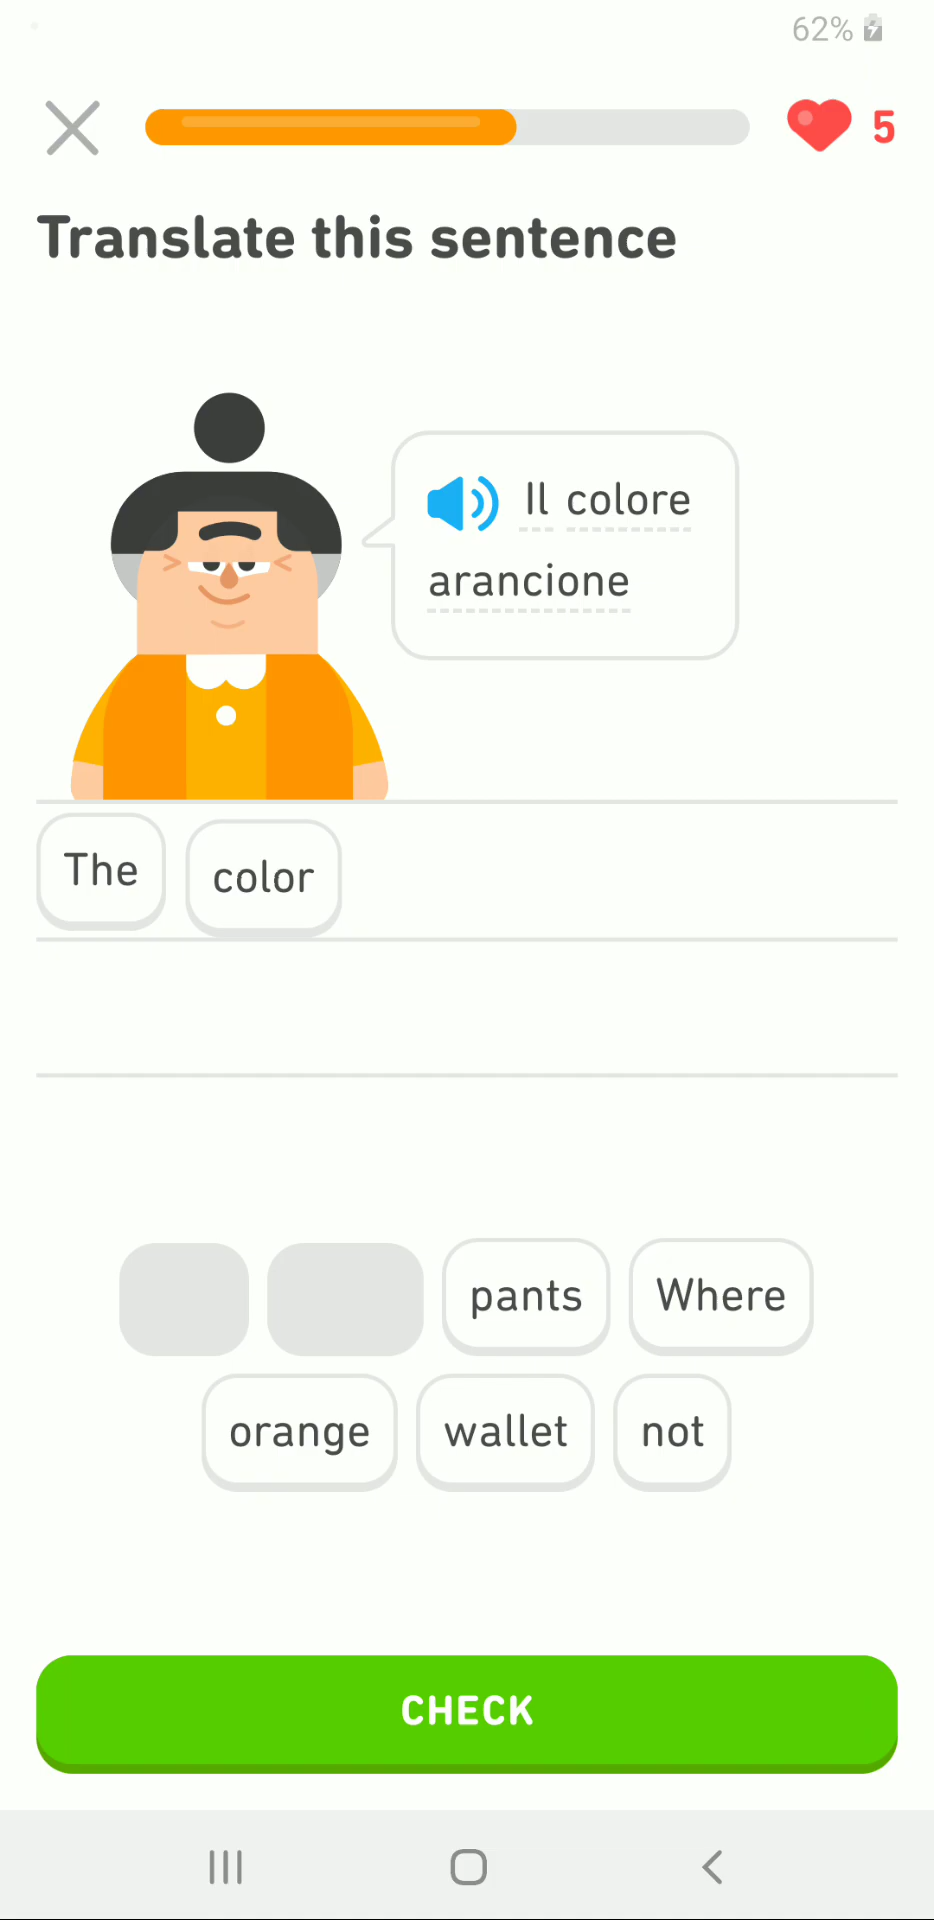 62%
5
Translate this sentence
Il colore
arancione
The color
pants Where
orange wallet not
CHECK